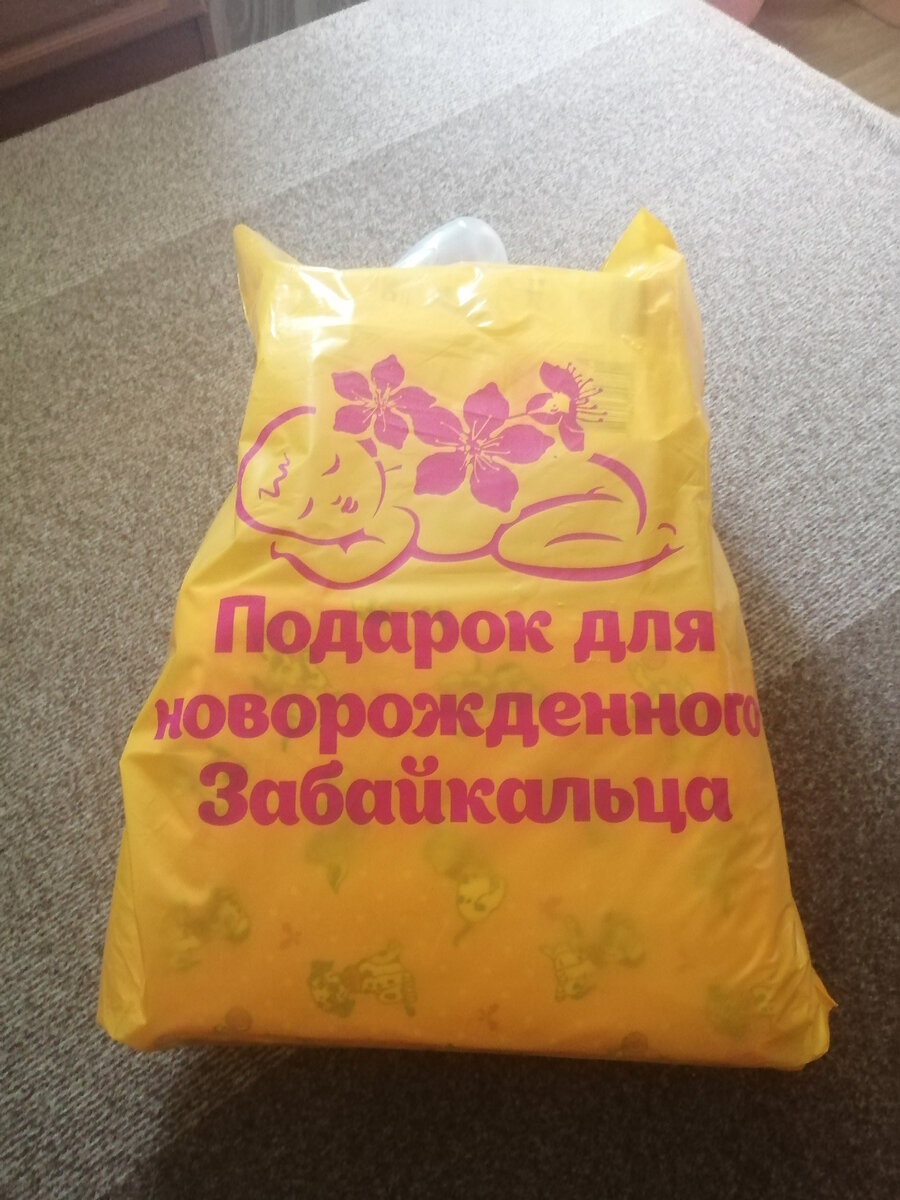 Подарок для
новорожденного
Забайкальца